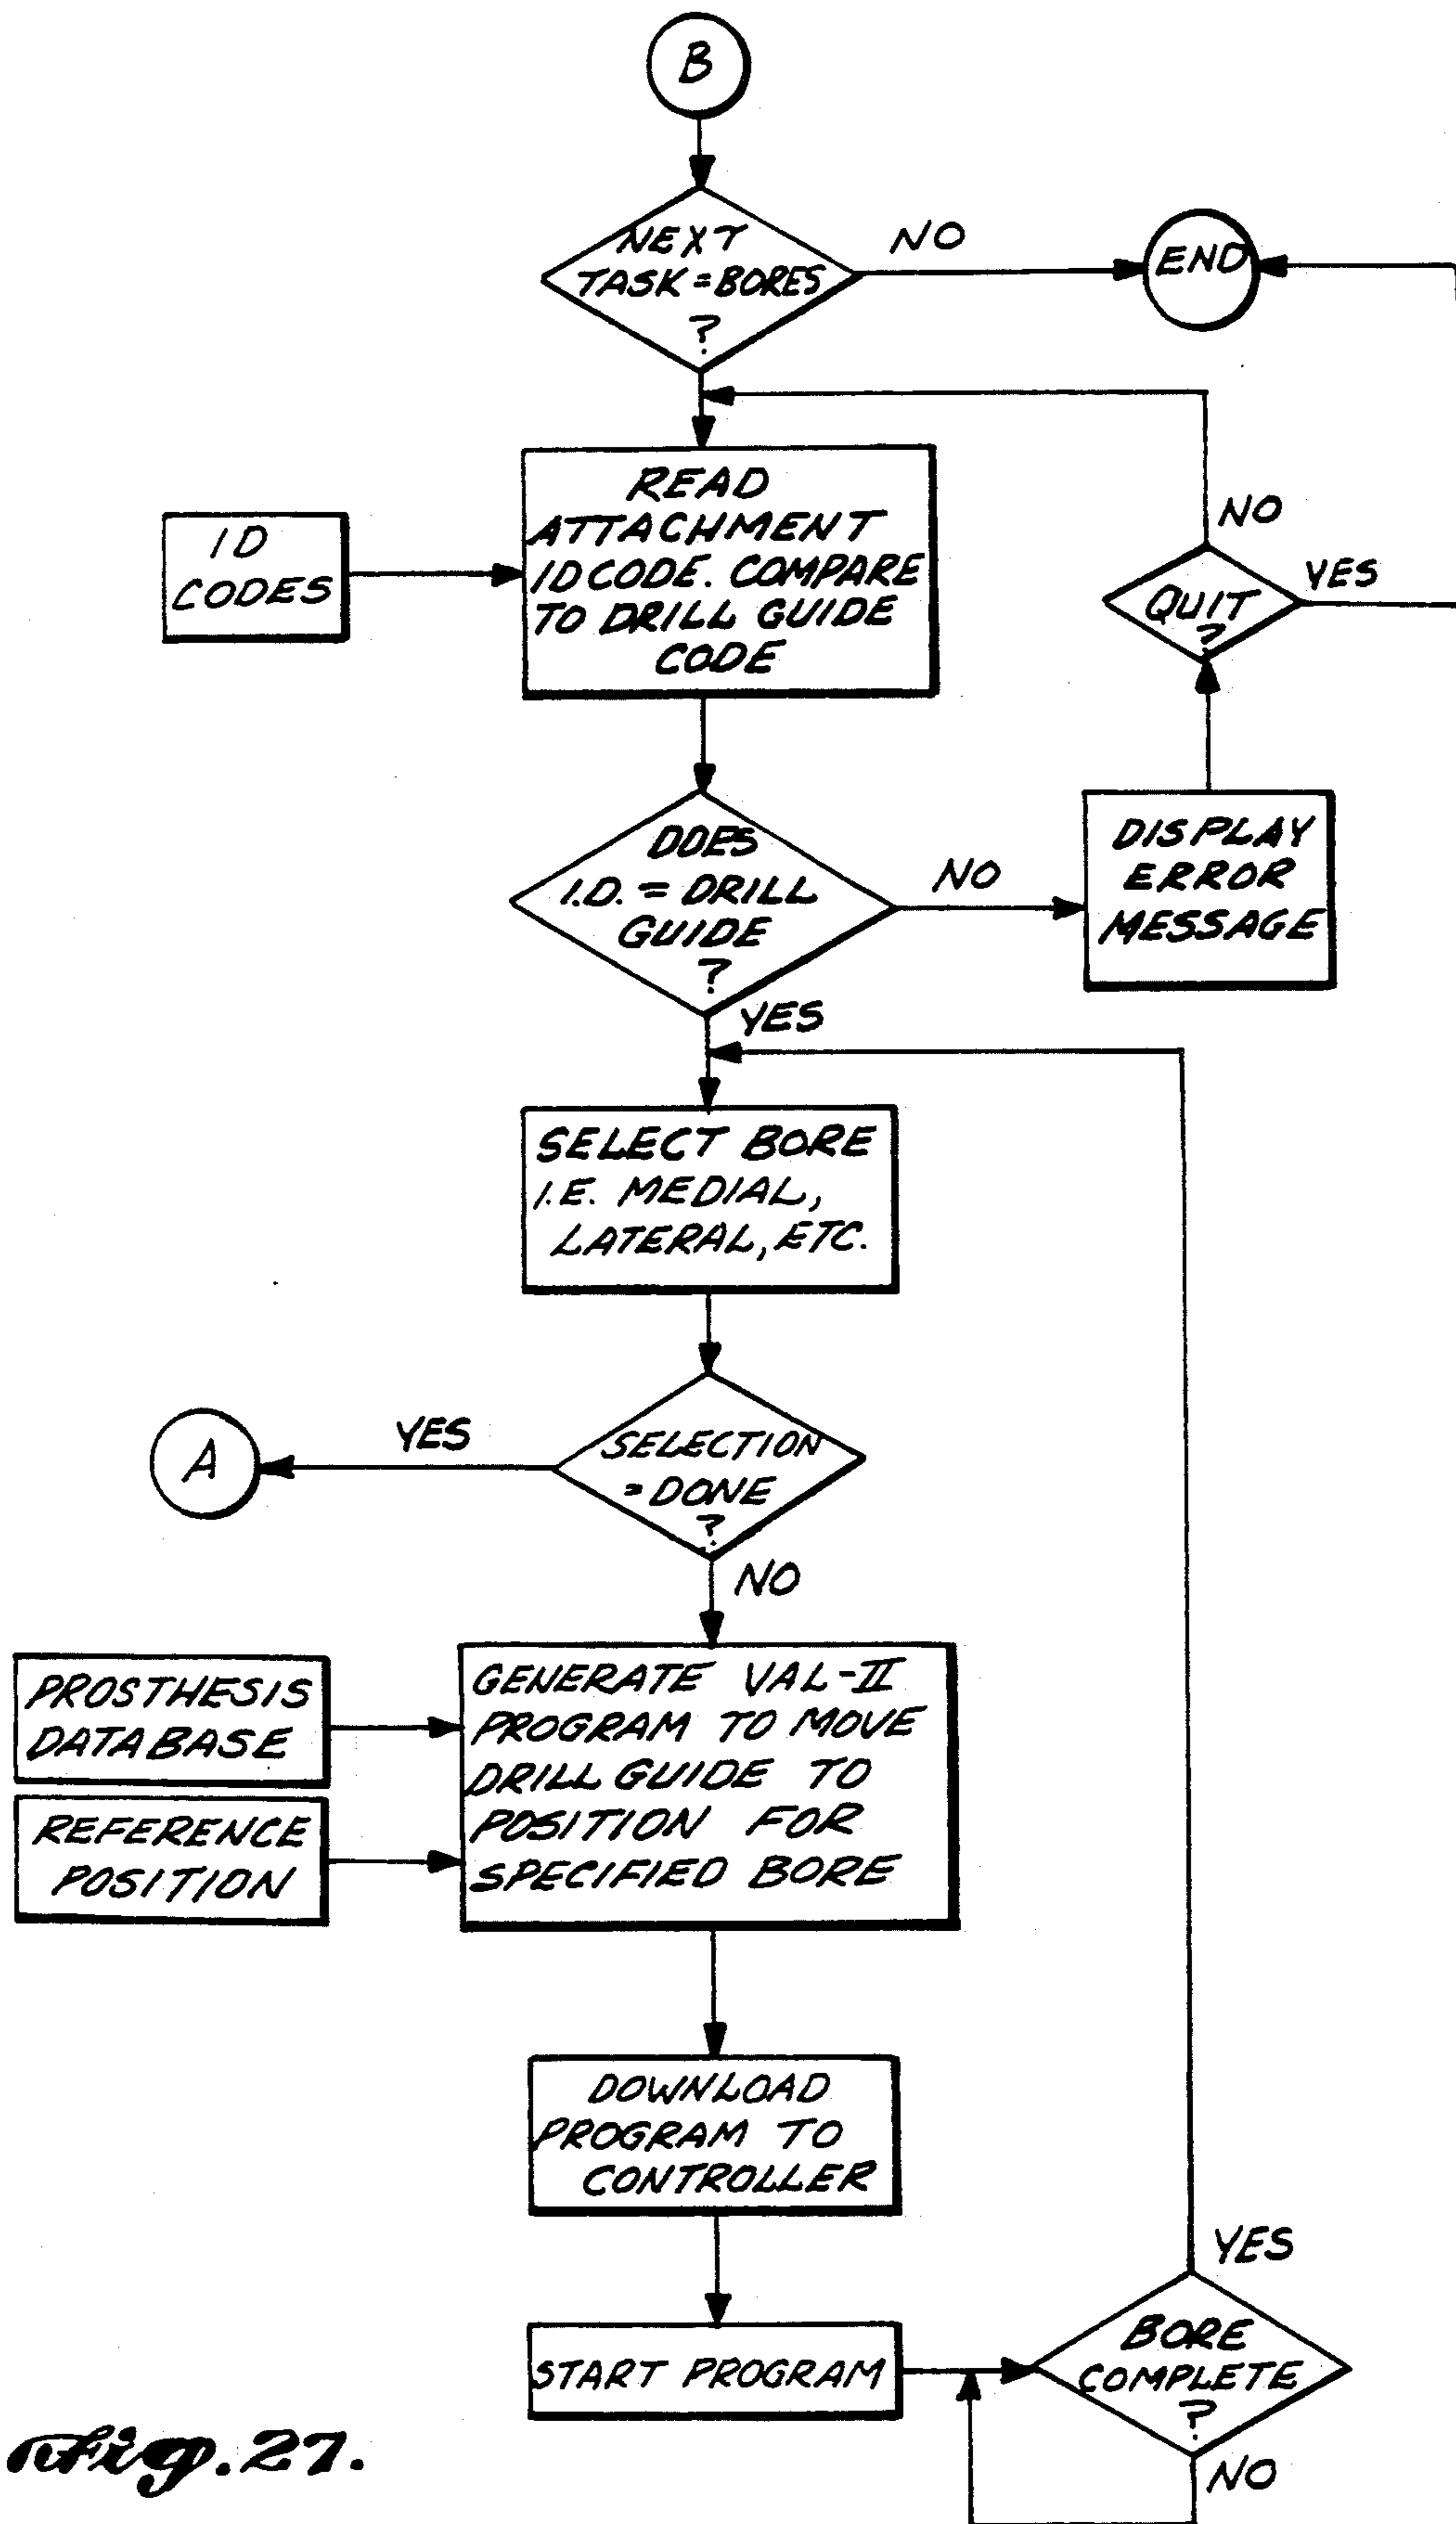 B
NEXT
TASK = BORES
?
NO
END
READ
ATTACHMENT
ID CODE. COMPARE
TO DRILL GUIDE
CODE
ID
CODES
NO
QUIT
?
YES
DOES
I.D. = DRILL
GUIDE
?
NO
DISPLAY
ERROR
MESSAGE
YES
SELECT BORE
I.E. MEDIAL,
LATERAL, ETC.
A
YES
SELECTION
= DONE
?
NO
PROSTHESIS
DATABASE
REFERENCE
POSITION
GENERATE VAL-II
PROGRAM TO MOVE
DRILL GUIDE TO
POSITION FOR
SPECIFIED BORE
DOWNLOAD
PROGRAM TO
CONTROLLER
START PROGRAM
YES
BORE
COMPLETE
?
NO
Fig. 27.